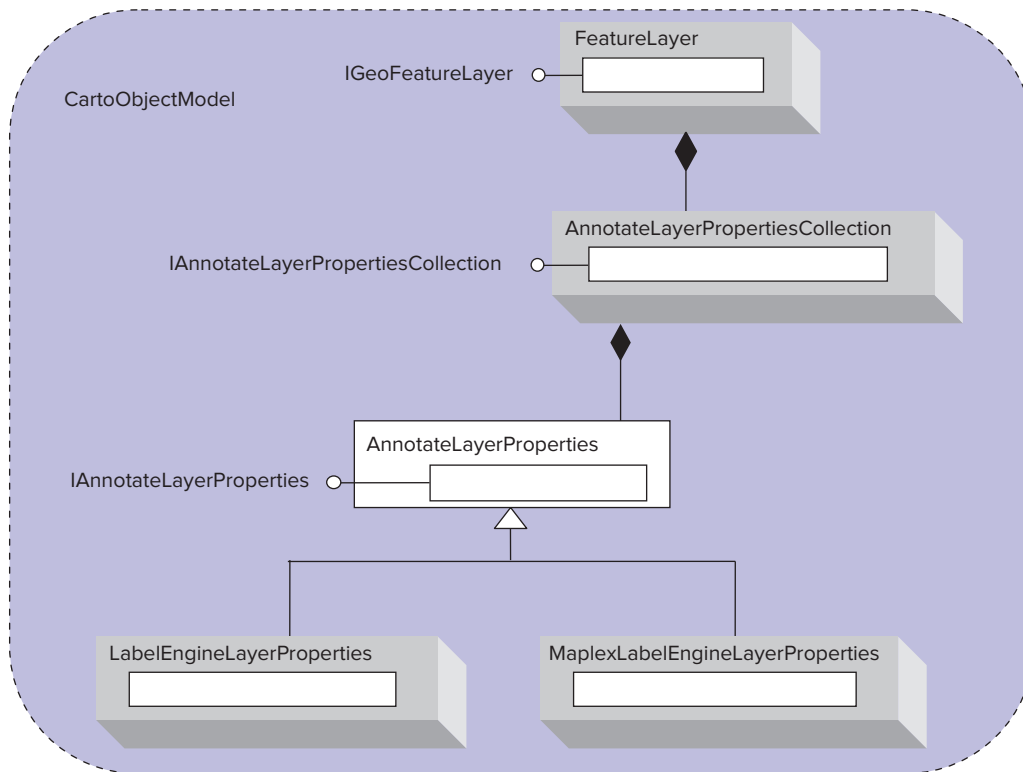 FeatureLayer
IGeoFeatureLayer
CartoObjectModel
AnnotateLayerPropertiesCollection
IAnnotateLayerPropertiesCollection
AnnotateLayerProperties
IAnnotateLayerProperties
LabelEngineLayerProperties
MaplexLabelEngineLayerProperties